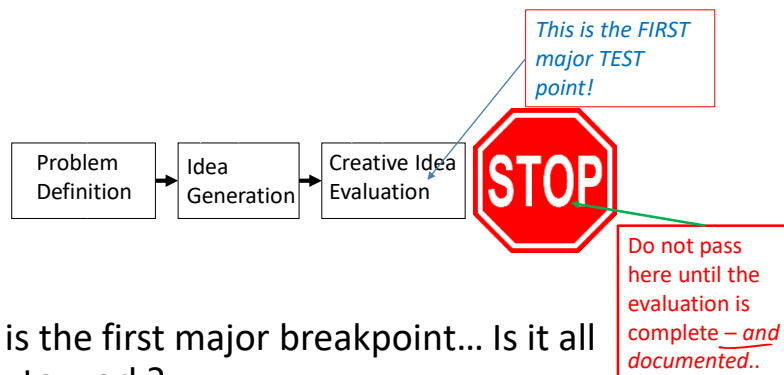 This is the FIRST
major TEST
point!
Problem
Definition
Idea
Generation
Creative Idea
Evaluation
STOP
Do not pass
here until the
evaluation is
complete – and
documented..
is the first major breakpoint... Is it all